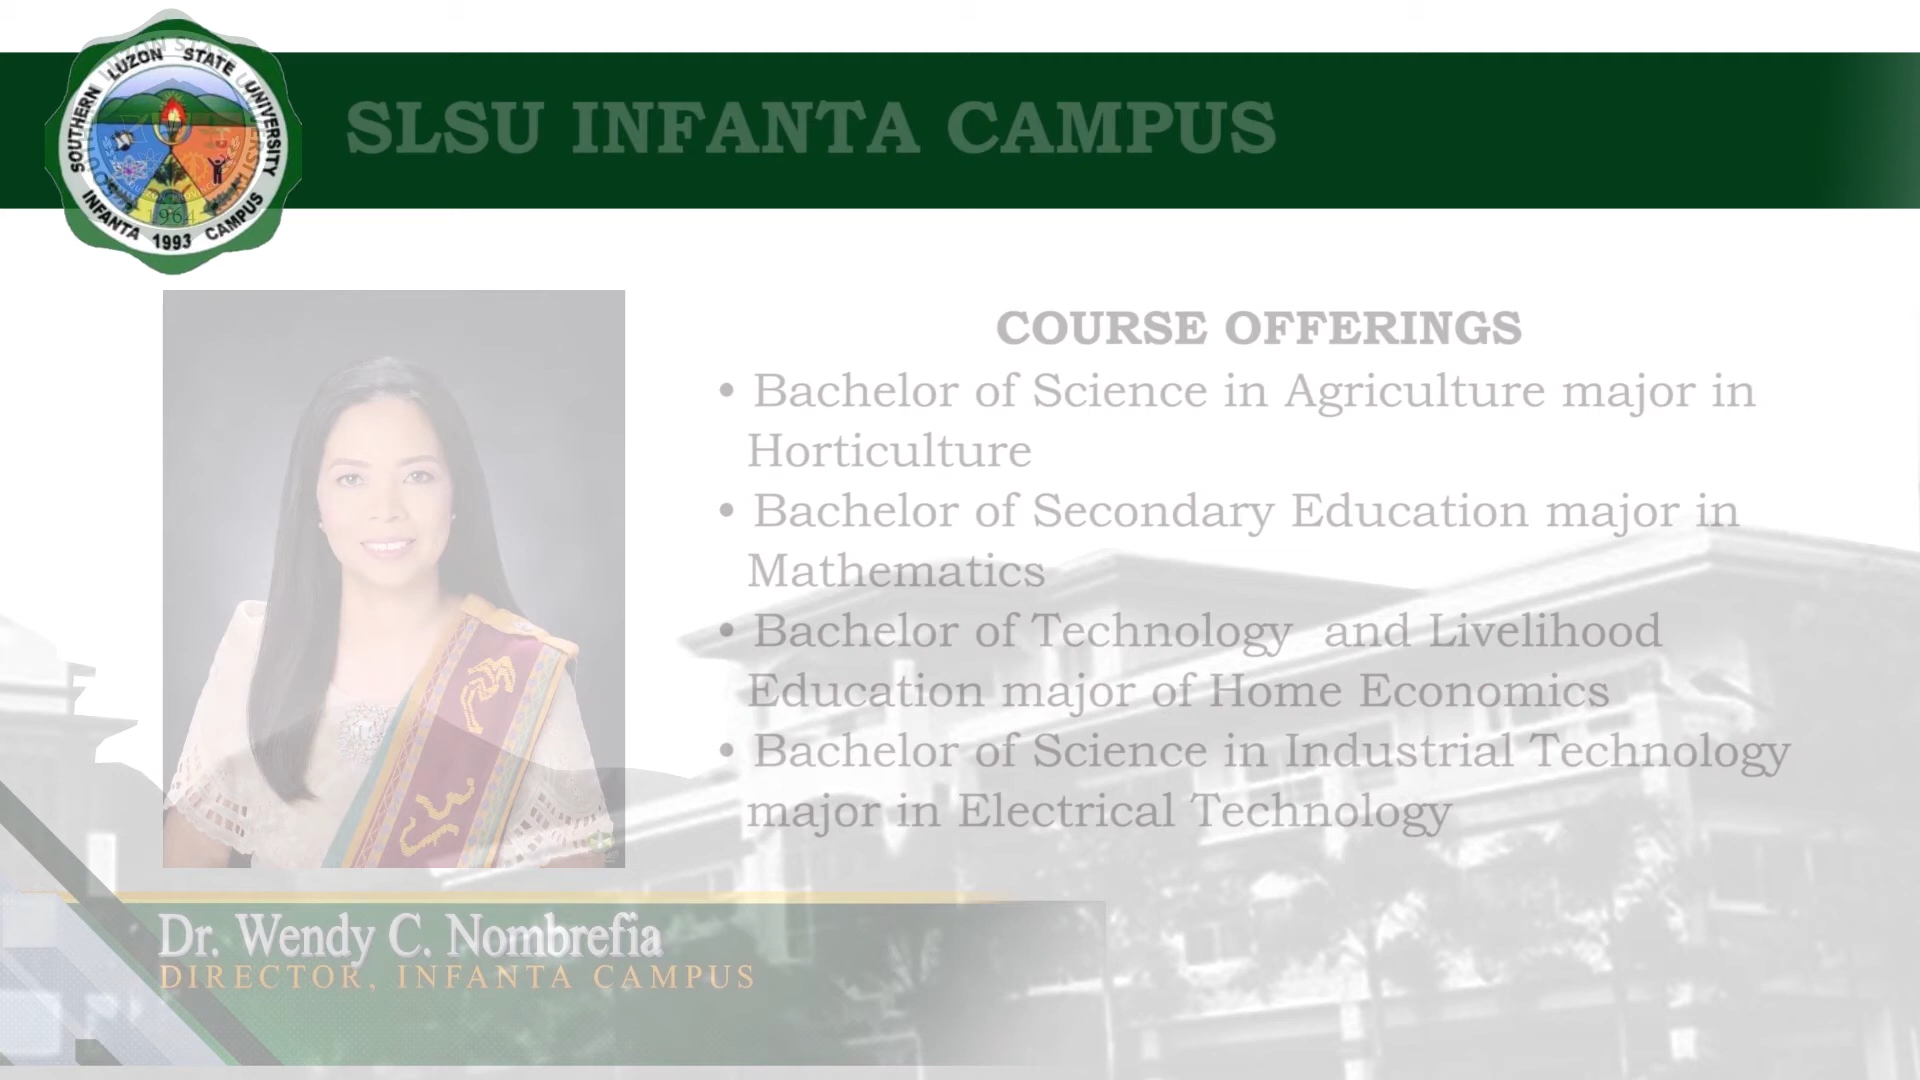 SOUTHERN LUZON STATE UNIVERSITY
1964
INFANTA 1993 CAMPUS
SLSU INFANTA CAMPUS
COURSE OFFERINGS
• Bachelor of Science in Agriculture major in
Horticulture
• Bachelor of Secondary Education major in
Mathematics
• Bachelor of Technology and Livelihood
Education major of Home Economics
• Bachelor of Science in Industrial Technology
major in Electrical Technology
Dr. Wendy C. Nombrefia
DIRECTOR, INFANTA CAMPUS